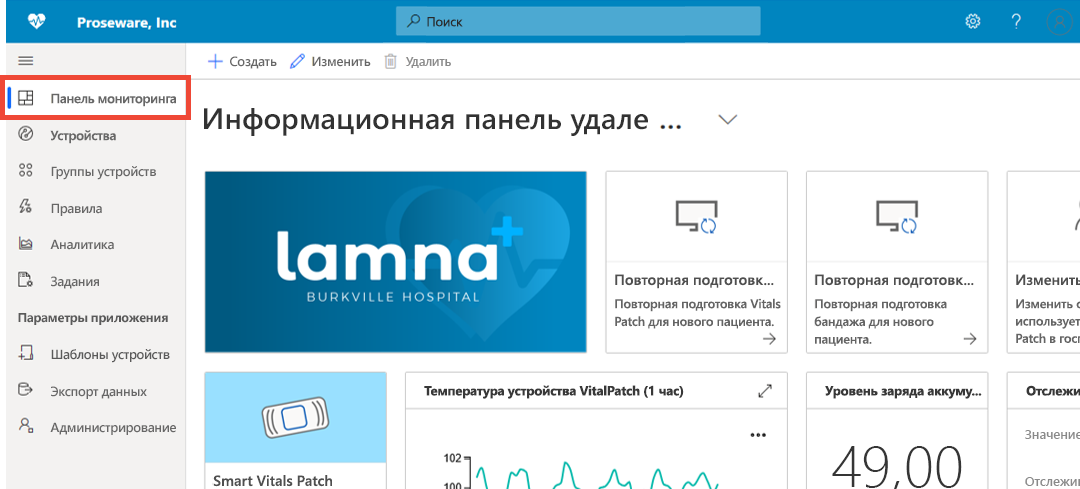 Proseware, Inc
Поиск
?
Создать
Изменить
Удалить
Панель мониторинга
Устройства
Группы устройств
Правила
Аналитика
Задания
Параметры приложения
Шаблоны устройств
Экспорт данных
Администрирование
Информационная панель удале ...
lamna+
BURKVILLE HOSPITAL
Повторная подготовк...
Повторная подготовка Vitals
Patch для нового пациента.
Повторная подготовк...
Повторная подготовка
бандажа для нового
пациента.
Изменить
Изменить
использует
Patch в госп
Smart Vitals Patch
Температура устройства VitalPatch (1 час)
102
100
Уровень заряда аккуму...
49,00
Отслежи
Значение
Отслежи